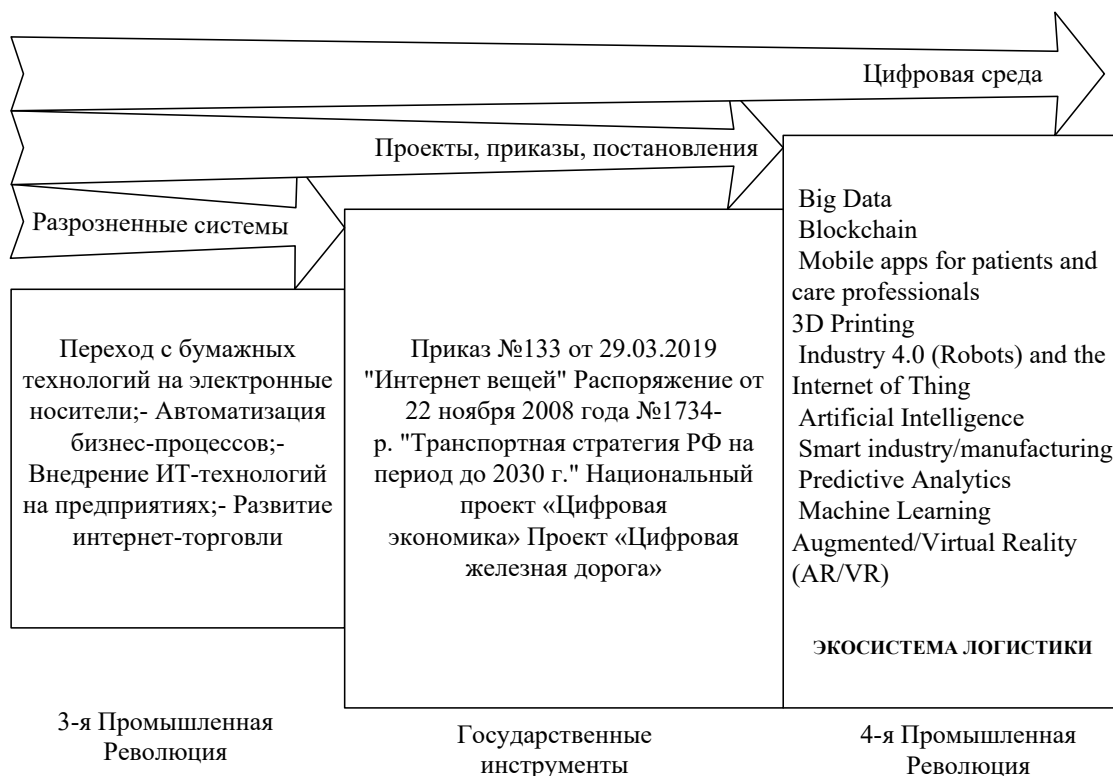 Цифровая среда
Проекты, приказы, постановления
Разрозненные системы
Переход с бумажных
технологий на электронные
носители;- Автоматизация
бизнес-процессов;-
Внедрение ИТ-технологий
на предприятиях;- Развитие
интернет-торговли
Приказ №133 от 29.03.2019
"Интернет вещей" Распоряжение от
22 ноября 2008 года №1734-
р. "Транспортная стратегия РФ на
период до 2030 г." Национальный
проект «Цифровая
экономика» Проект «Цифровая
железная дорога»
Big Data
Blockchain
Mobile apps for patients and
care professionals
3D Printing
Industry 4.0 (Robots) and the
Internet of Thing
Artificial Intelligence
Smart industry/manufacturing
Predictive Analytics
Machine Learning
Augmented/Virtual Reality
(AR/VR)
ЭКОСИСТЕМА ЛОГИСТИКИ
3-я Промышленная
Революция
Государственные
инструменты
4-я Промышленная
Революция